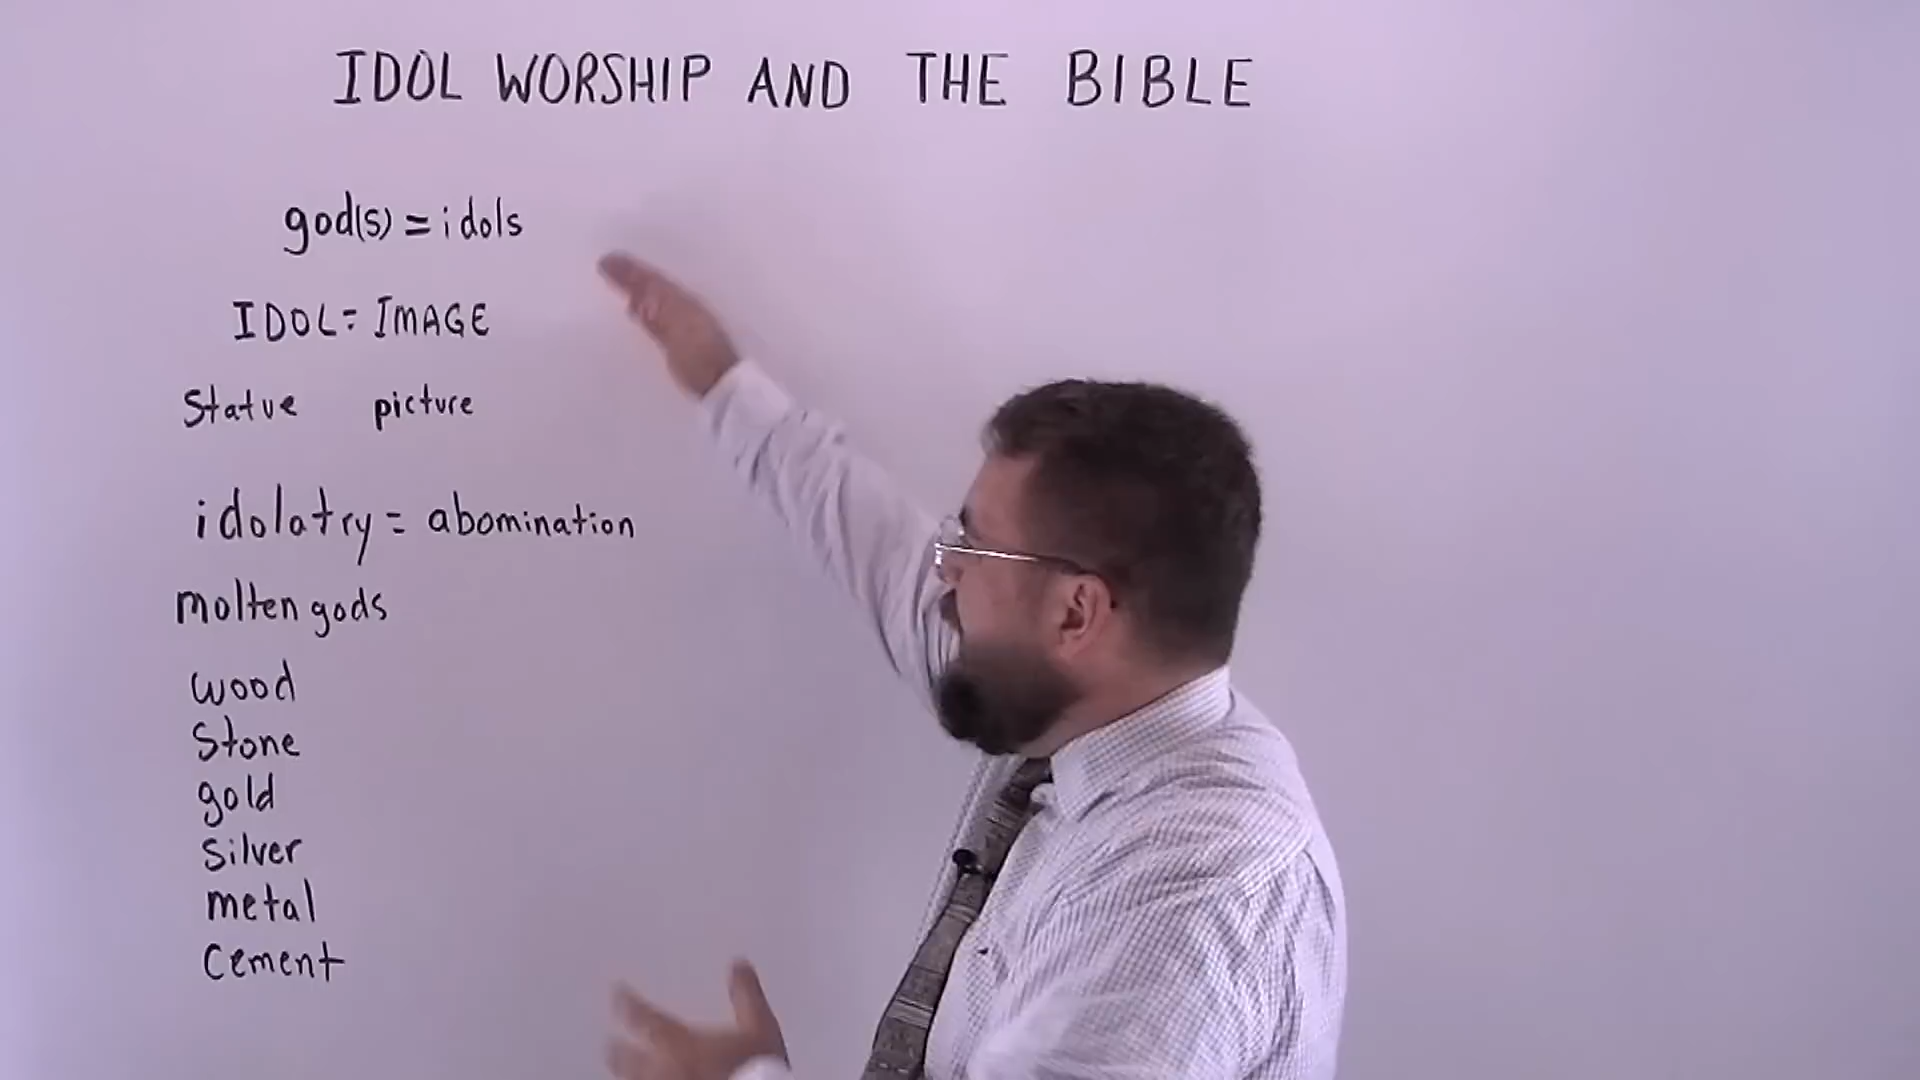 IDOL WORSHIP AND THE BIBLE
god(s) = idols
IDOL = IMAGE
Statue picture
idolatry = abomination
molten gods
wood
Stone
gold
Silver
metal
Cement